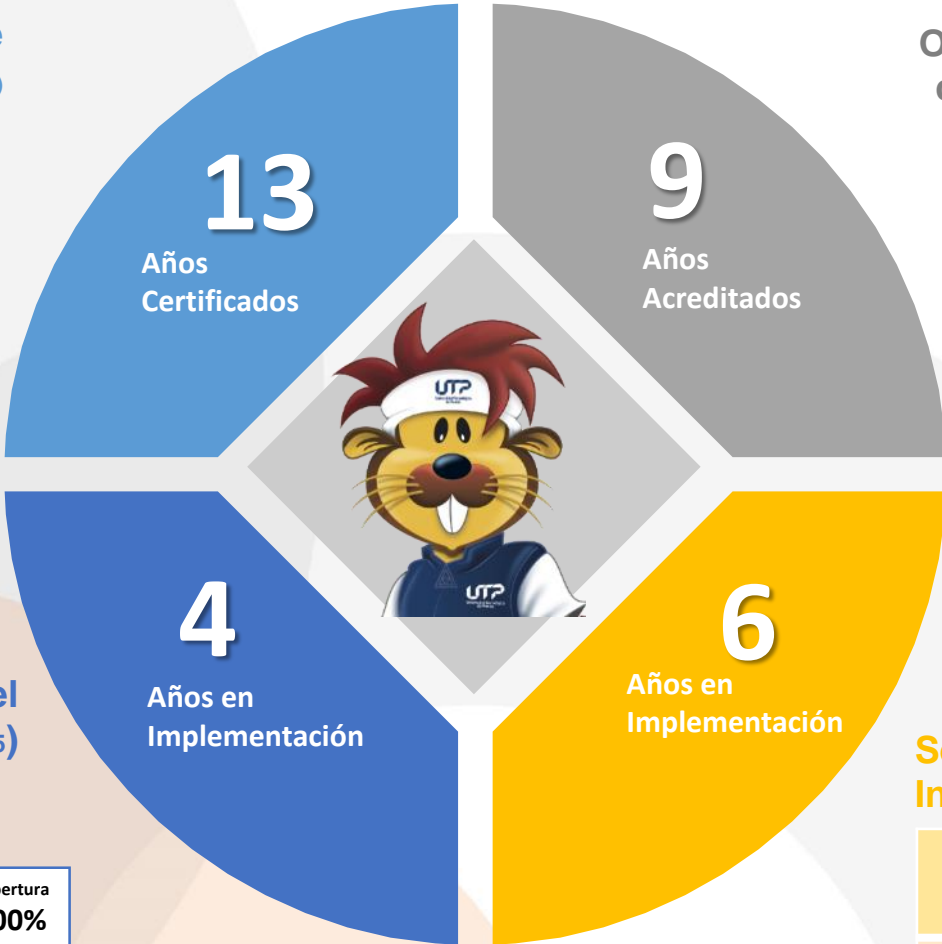 13
Años
Certificados
9
Años
Acreditados
UTP
UTP
4
Años en
Implementación
6
Años en
Implementación